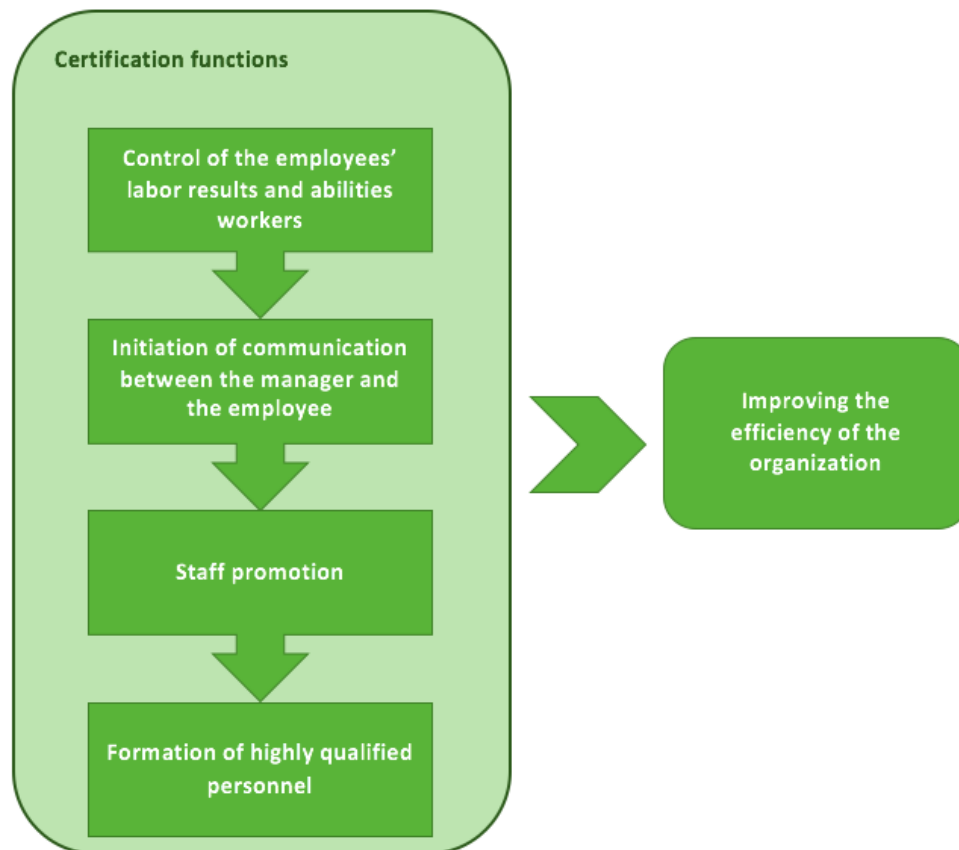 Certification functions
Control of the employees’
labor results and abilities
workers
Initiation of communication
between the manager and
the employee
Staff promotion
Formation of highly qualified
personnel
Improving the
efficiency of the
organization